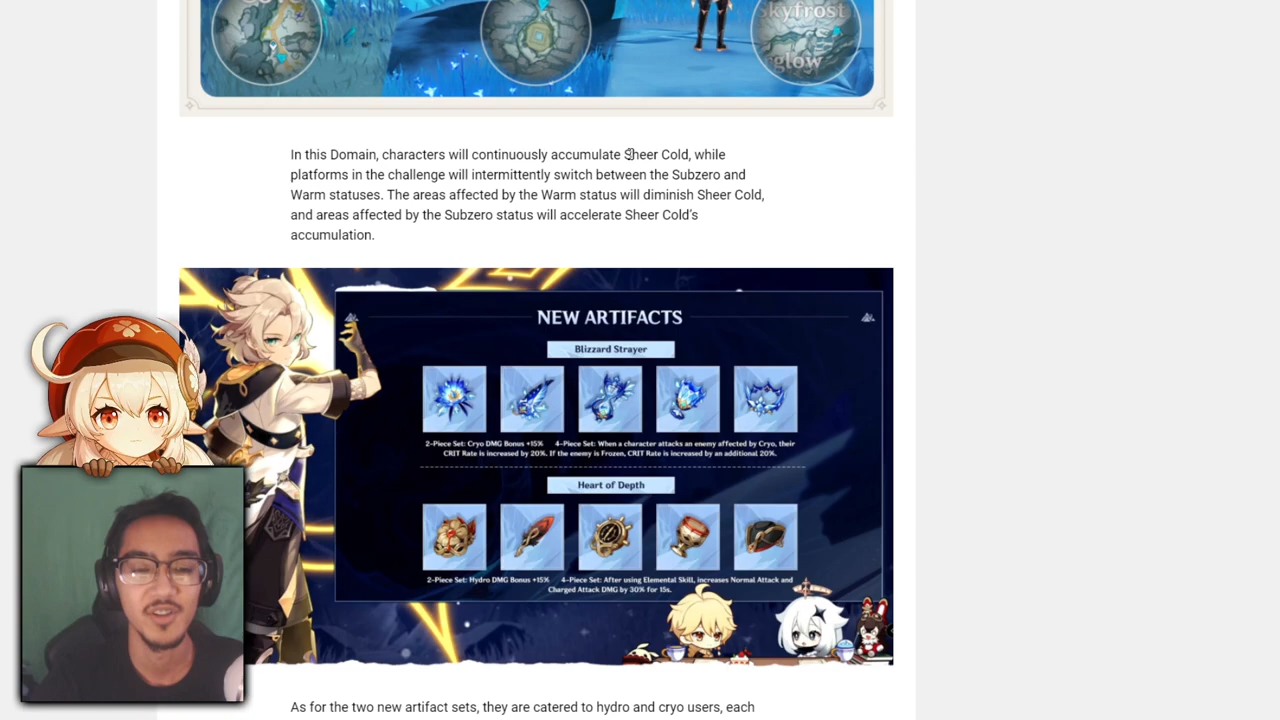 Skyfrost
rglow
In this Domain, characters will continuously accumulate Sheer Cold, while
platforms in the challenge will intermittently switch between the Subzero and
Warm statuses. The areas affected by the Warm status will diminish Sheer Cold,
and areas affected by the Subzero status will accelerate Sheer Cold's
accumulation.
NEW ARTIFACTS
Blizzard Strayer
2-Piece Set: Cryo DMG Bonus +15% 4-Piece Set: When a character attacks an enemy affected by Cryo, their
CRIT Rate is increased by 20%. If the enemy is Frozen, CRIT Rate is increased by an additional 20%.
Heart of Depth
2-Piece Set: Hydro DMG Bonus +15% 4-Piece Set: After using Elemental Skill, increases Normal Attack and
Charged Attack DMG by 30% for 15s.
As for the two new artifact sets, they are catered to hydro and cryo users, each